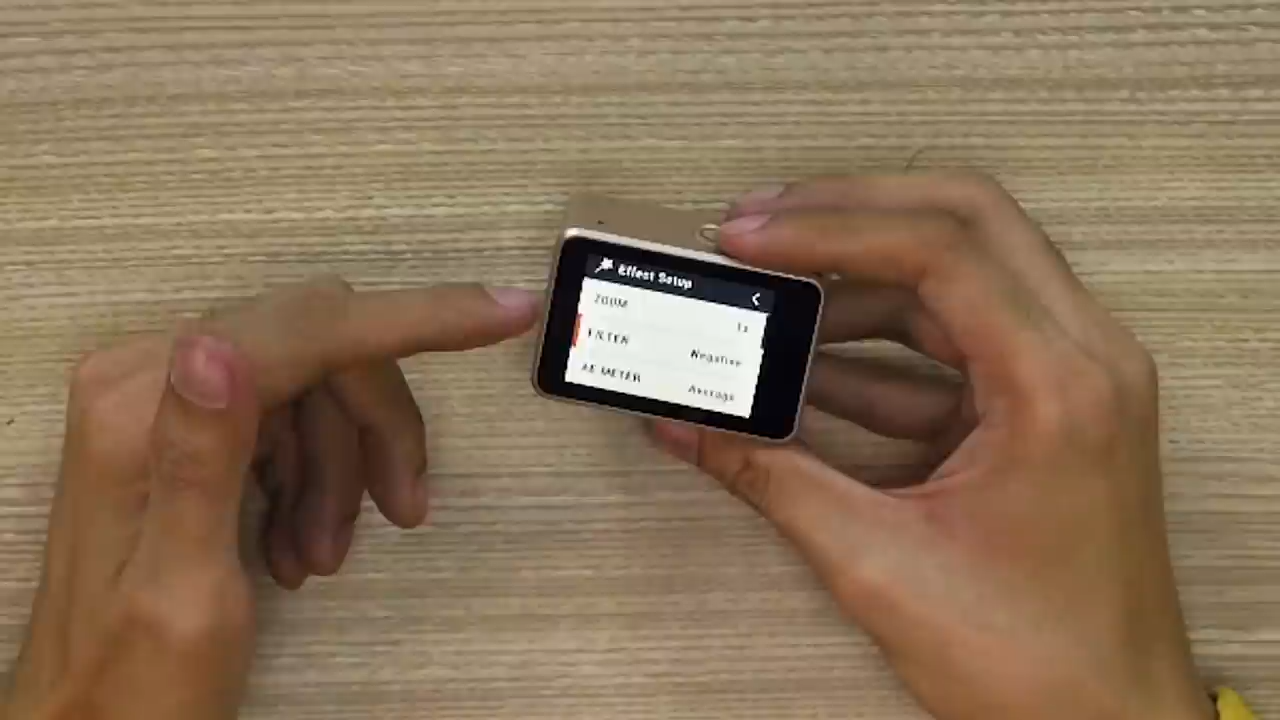 Effect Setup
ZOOM
1x
FILTER
Negative
AE METER
Average